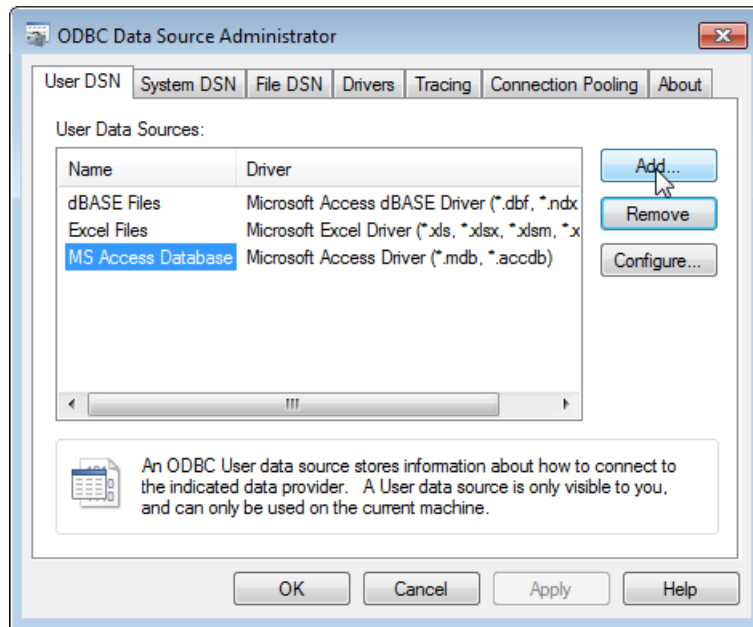 ODBC Data Source Administrator
User DSN System DSN File DSN Drivers Tracing Connection Pooling About
User Data Sources:
Name Driver
dBASE Files Microsoft Access dBASE Driver (*.dbf, *.ndx
Excel Files Microsoft Excel Driver (*.xls, *.xlsx, *.xlsm, *.x
MS Access Database Microsoft Access Driver (*.mdb, *.accdb)
Add...
Remove
Configure...
An ODBC User data source stores information about how to connect to
the indicated data provider. A User data source is only visible to you,
and can only be used on the current machine.
OK Cancel Apply Help